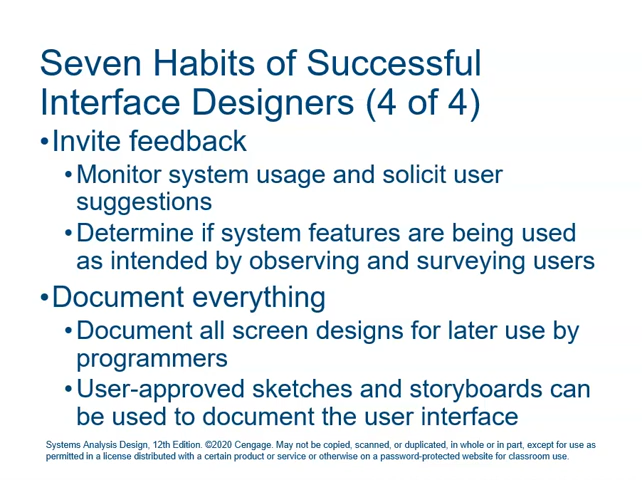 Seven Habits of Successful
Interface Designers (4 of 4)
•Invite feedback
•Monitor system usage and solicit user
suggestions
•Determine if system features are being used
as intended by observing and surveying users
•Document everything
•Document all screen designs for later use by
programmers
•User-approved sketches and storyboards can
be used to document the user interface
Systems Analysis Design, 12th Edition. ©2020 Cengage. May not be copied, scanned, or duplicated, in whole or in part, except for use as
permitted in a license distributed with a certain product or service or otherwise on a password-protected website for classroom use.